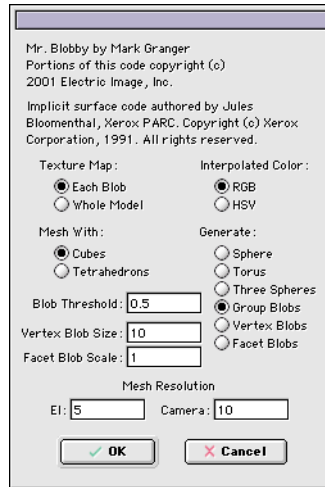 Mr. Blobby by Mark Granger
Portions of this code copyright (c)
2001 Electric Image, Inc.
Implicit surface code authored by Jules
Bloomenthal, Xerox PARC. Copyright (c) Xerox
Corporation, 1991. All rights reserved.
Texture Map:
Each Blob
Whole Model
Interpolated Color:
RGB
HSV
Mesh With:
Cubes
Tetrahedrons
Generate:
Sphere
Torus
Three Spheres
Group Blobs
Vertex Blobs
Facet Blobs
Blob Threshold: 0.5
Vertex Blob Size: 10
Facet Blob Scale: 1
Mesh Resolution
EI: 5 Camera: 10
OK Cancel